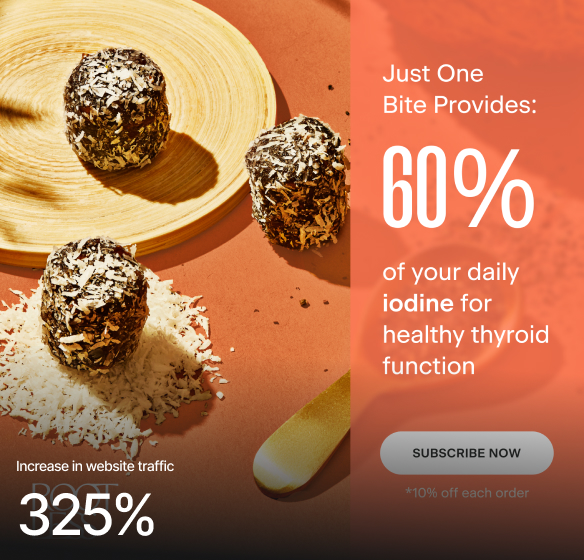 Just One
Bite Provides:
60%
of your daily
iodine for
healthy thyroid
function
SUBSCRIBE NOW
*10% off each order
Increase in website traffic
ROOT
325%